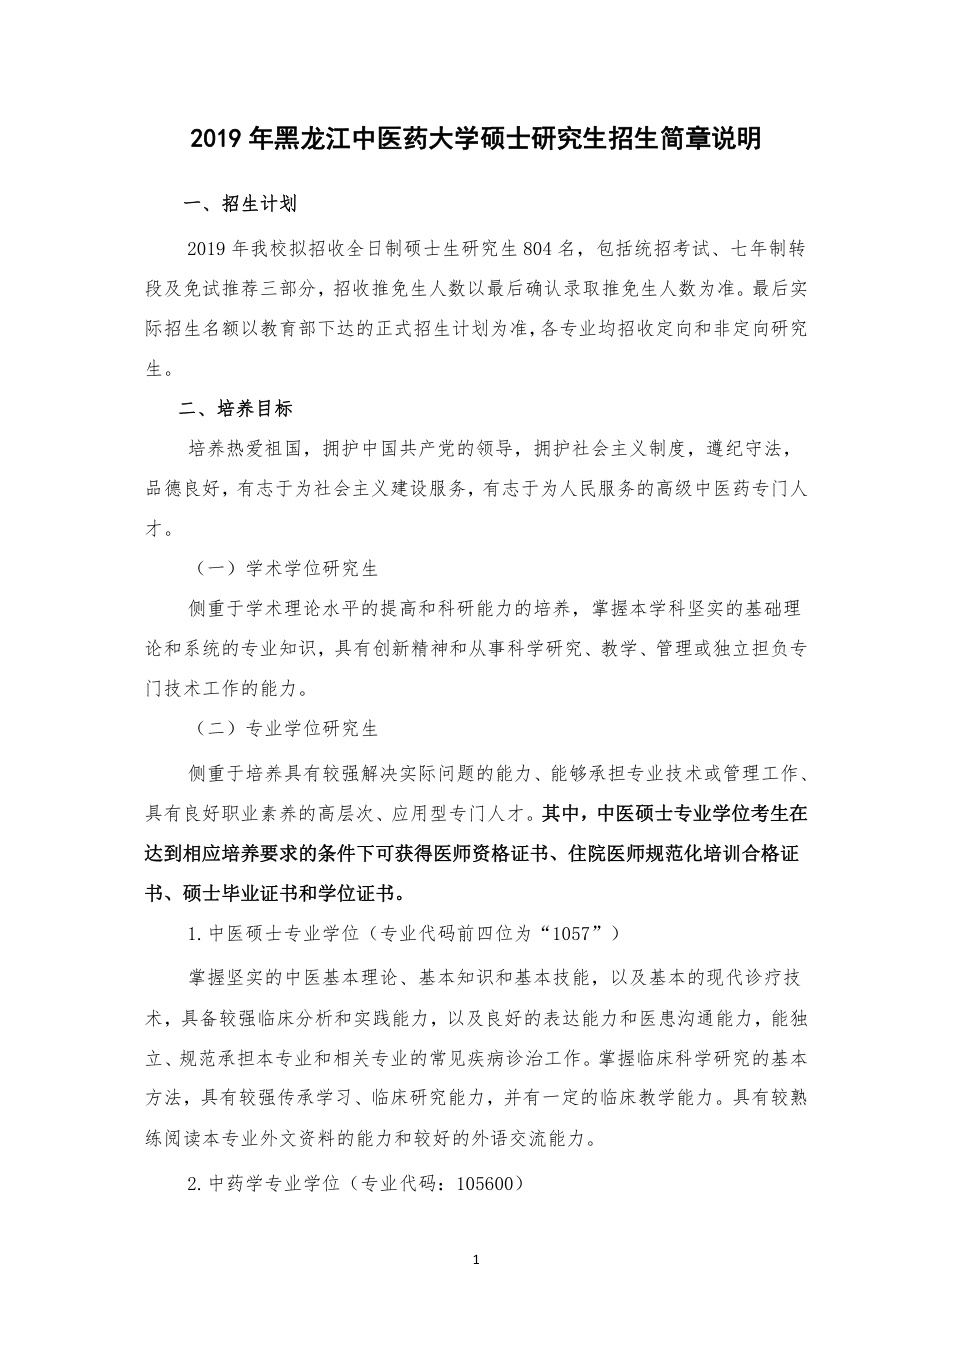 2019 年黑龙江中医药大学硕士研究生招生简章说明
一、招生计划
2019 年我校拟招收全日制硕士生研究生 804 名，包括统招考试、七年制转
段及免试推荐三部分，招收推免生人数以最后确认录取推免生人数为准。最后实
际招生名额以教育部下达的正式招生计划为准，各专业均招收定向和非定向研究
生。
二、培养目标
培养热爱祖国，拥护中国共产党的领导，拥护社会主义制度，遵纪守法，
品德良好，有志于为社会主义建设服务，有志于为人民服务的高级中医药专门人
才。
（一）学术学位研究生
侧重于学术理论水平的提高和科研能力的培养，掌握本学科坚实的基础理
论和系统的专业知识，具有创新精神和从事科学研究、教学、管理或独立担负专
门技术工作的能力。
（二）专业学位研究生
侧重于培养具有较强解决实际问题的能力、能够承担专业技术或管理工作、
具有良好职业素养的高层次、应用型专门人才。其中，中医硕士专业学位考生在
达到相应培养要求的条件下可获得医师资格证书、住院医师规范化培训合格证
书、硕士毕业证书和学位证书。
1.中医硕士专业学位（专业代码前四位为“1057”）
掌握坚实的中医基本理论、基本知识和基本技能，以及基本的现代诊疗技
术，具备较强临床分析和实践能力，以及良好的表达能力和医患沟通能力，能独
立、规范承担本专业和相关专业的常见疾病诊治工作。掌握临床科学研究的基本
方法，具有较强传承学习、临床研究能力，并有一定的临床教学能力。具有较熟
练阅读本专业外文资料的能力和较好的外语交流能力。
2.中药学专业学位（专业代码：105600）
1